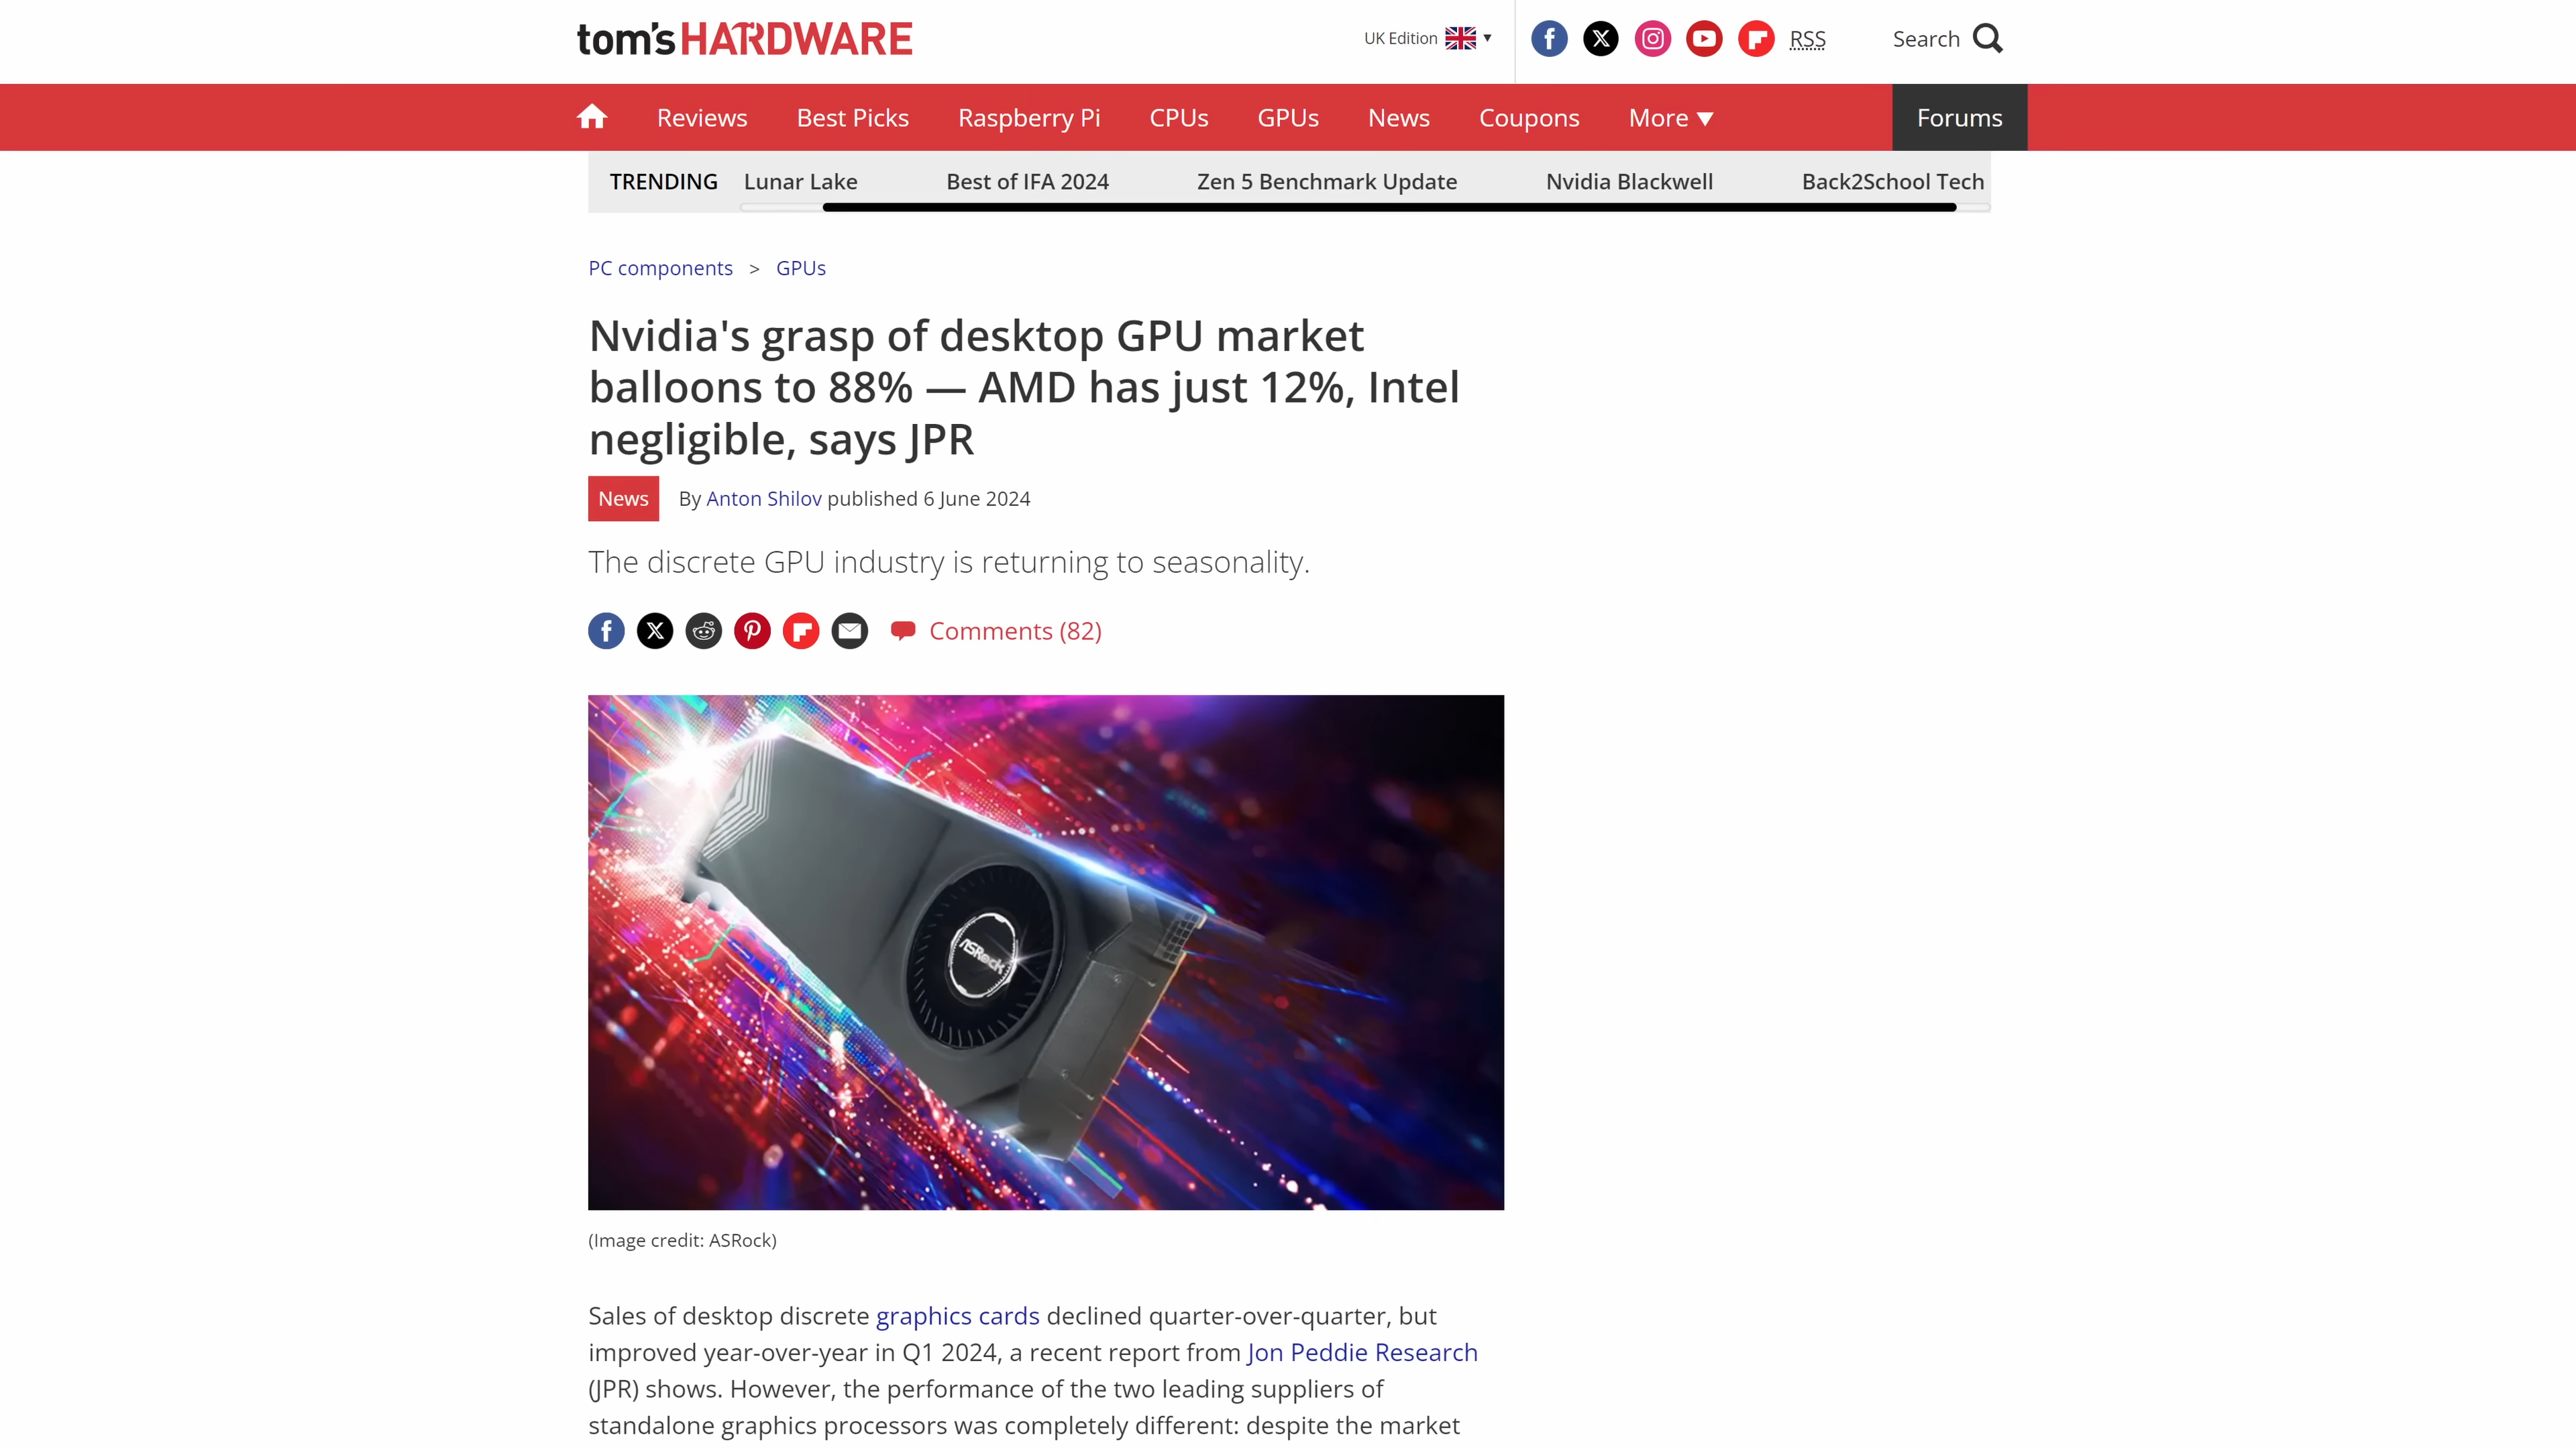 tom'sHARDWARE
UK Edition
RSS
Search
Reviews
Best Picks
Raspberry Pi
CPUs
GPUs
News
Coupons
More
Forums
TRENDING
Lunar Lake
Best of IFA 2024
Zen 5 Benchmark Update
Nvidia Blackwell
Back2School Tech
PC components > GPUs
Nvidia's grasp of desktop GPU market
balloons to 88% — AMD has just 12%, Intel
negligible, says JPR
News
By Anton Shilov published 6 June 2024
The discrete GPU industry is returning to seasonality.
Comments (82)
ASRock
(Image credit: ASRock)
Sales of desktop discrete graphics cards declined quarter-over-quarter, but
improved year-over-year in Q1 2024, a recent report from Jon Peddie Research
(JPR) shows. However, the performance of the two leading suppliers of
standalone graphics processors was completely different: despite the market